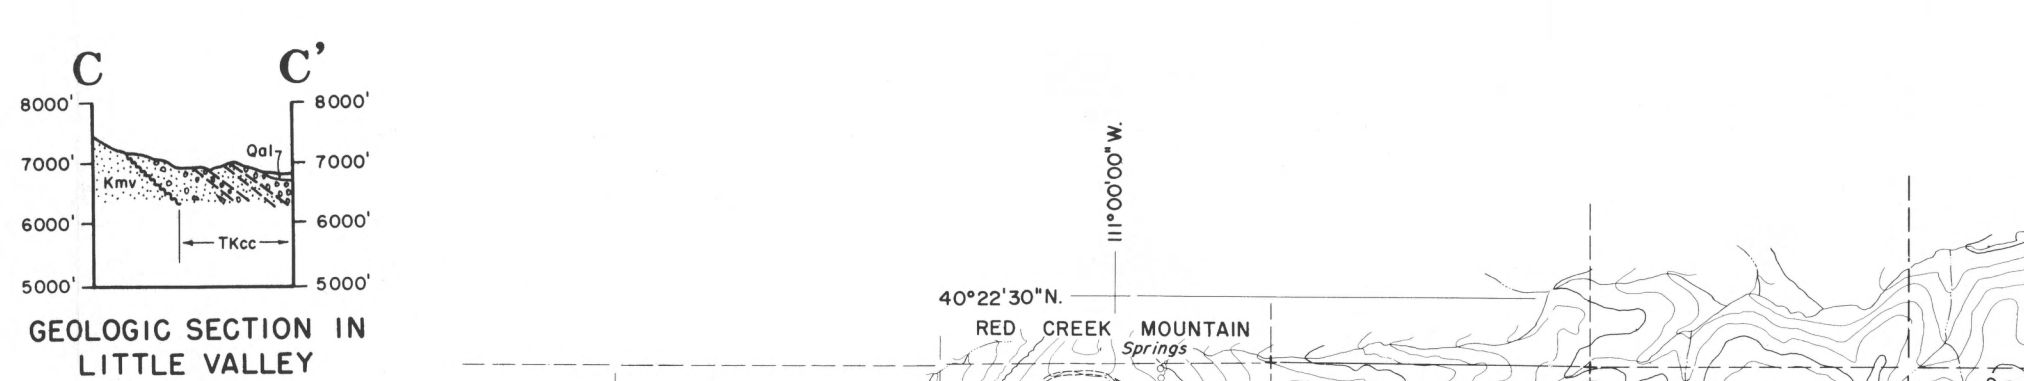 C C'
8000' 8000'
7000' Qal 7000'
Kmv
6000' 6000'
TKcc
5000' 5000'
GEOLOGIC SECTION IN
LITTLE VALLEY
111°00'00" W.
40°22'30" N.
RED CREEK MOUNTAIN
Springs